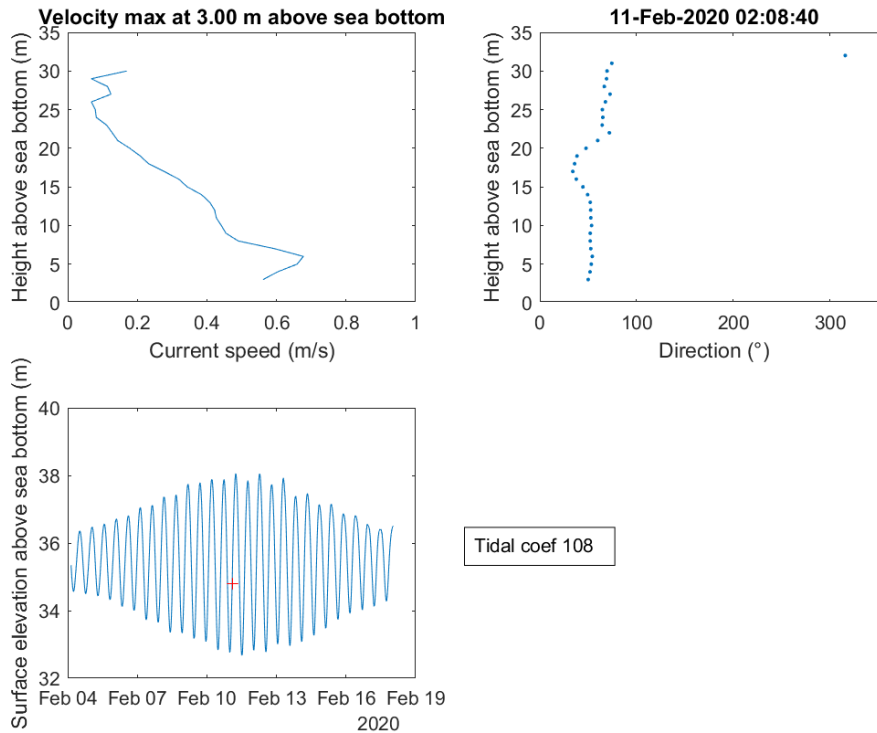 Velocity max at 3.00 m above sea bottom
35
30
25
20
15
10
5
0
Height above sea bottom (m)
0 0.2 0.4 0.6 0.8 1
Current speed (m/s)
11-Feb-2020 02:08:40
35
30
25
20
15
10
5
0
Height above sea bottom (m)
0 100 200 300
Direction (°)
40
38
36
34
32
Surface elevation above sea bottom (m)
Feb 04 Feb 07 Feb 10 Feb 13 Feb 16 Feb 19
2020
Tidal coef 108